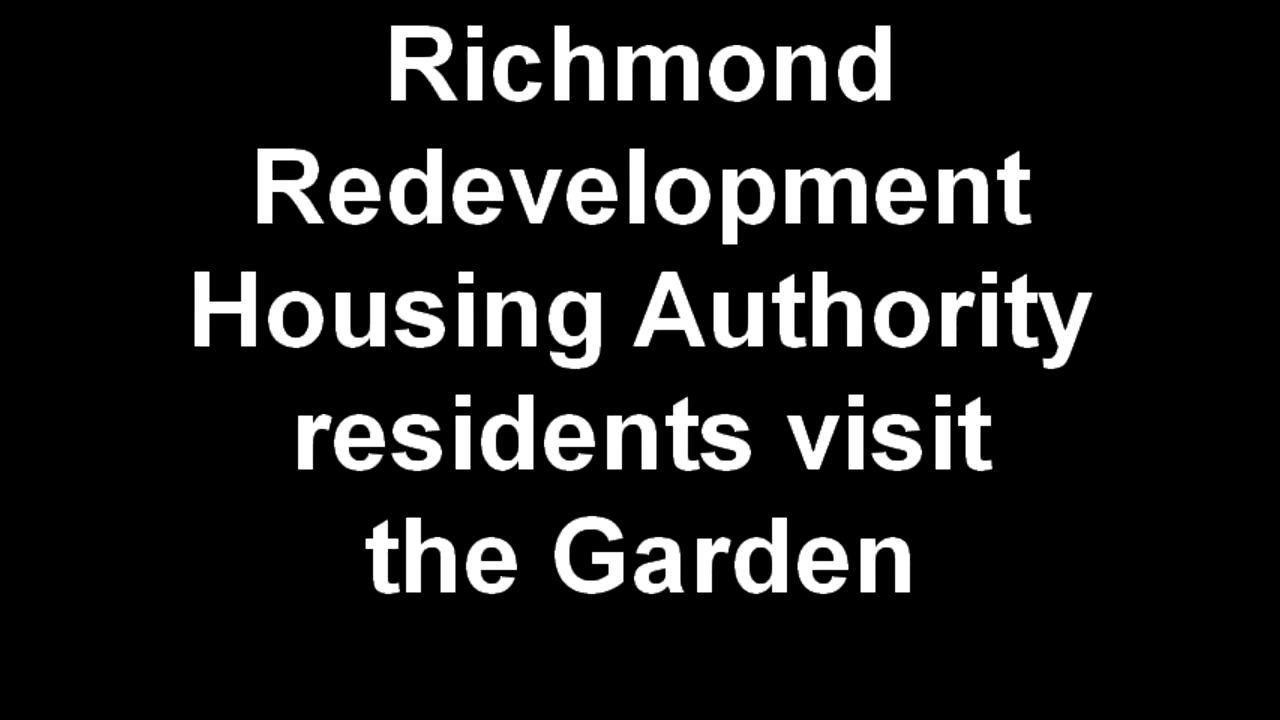 Richmond
Redevelopment
Housing Authority
residents visit
the Garden